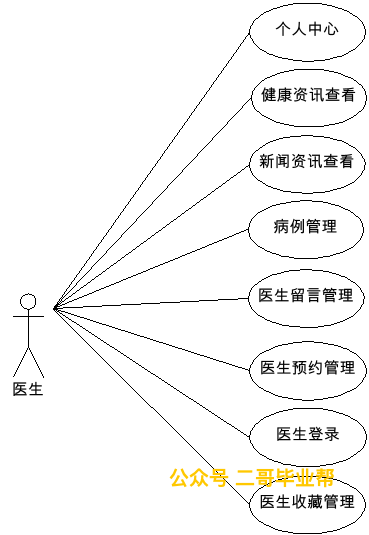 个人中心
健康资讯查看
新闻资讯查看
病例管理
医生留言管理
医生预约管理
医生
医生登录
公众号 二哥毕业帮
医生收藏管理